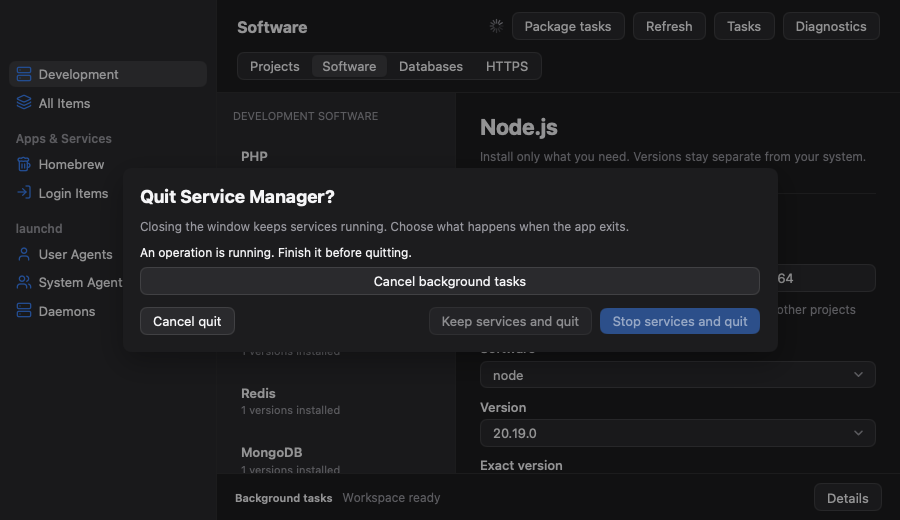 Software
Package tasks
Refresh
Tasks
Diagnostics
Projects
Software
Databases
HTTPS
Development
All Items
Apps & Services
Homebrew
Login Items
launchd
User Agents
System Agent
Daemons
DEVELOPMENT SOFTWARE
PHP
Node.js
Install only what you need. Versions stay separate from your system.
Quit Service Manager?
Closing the window keeps services running. Choose what happens when the app exits.
An operation is running. Finish it before quitting.
Cancel background tasks
Cancel quit
Keep services and quit
Stop services and quit
64
other projects
1 versions installed
Redis
1 versions installed
MongoDB
1 versions installed
Software
node
Version
20.19.0
Exact version
Background tasks
Workspace ready
Details